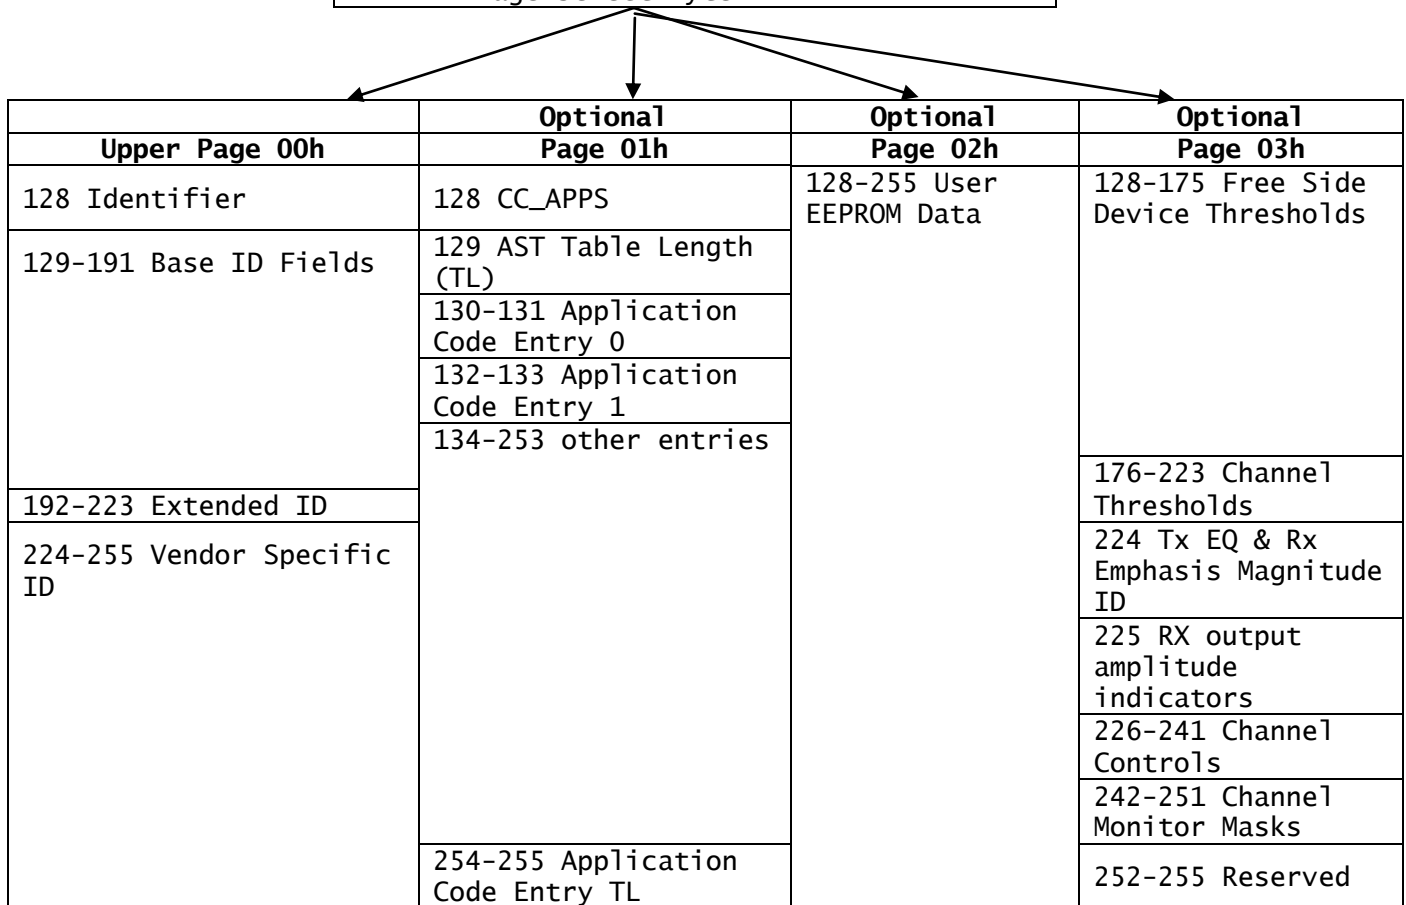 Optional
Optional
Optional
Upper Page 00h
Page 01h
Page 02h
Page 03h
128 Identifier
129-191 Base ID Fields
192-223 Extended ID
224-255 Vendor Specific
ID
128 CC_APPS
129 AST Table Length
(TL)
130-131 Application
Code Entry 0
132-133 Application
Code Entry 1
134-253 other entries
254-255 Application
Code Entry TL
128-255 User
EEPROM Data
128-175 Free Side
Device Thresholds
176-223 Channel
Thresholds
224 Tx EQ & Rx
Emphasis Magnitude
ID
225 RX output
amplitude
indicators
226-241 Channel
Controls
242-251 Channel
Monitor Masks
252-255 Reserved